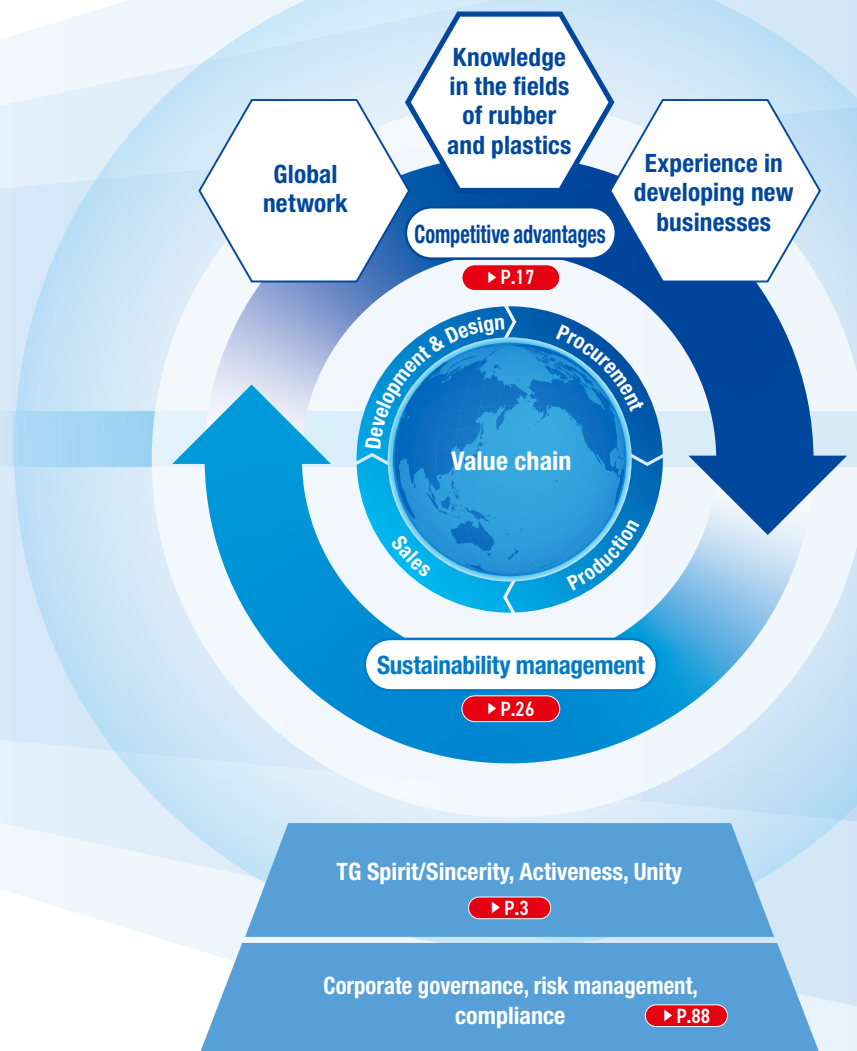 Knowledge
in the fields
of rubber
and plastics
Global
network
Experience in
developing new
businesses
Competitive advantages
▶P.17
Development & Design
Procurement
Value chain
Sales
Production
Sustainability management
▶P.26
TG Spirit/Sincerity, Activeness, Unity
▶P.3
Corporate governance, risk management,
compliance ▶P.88